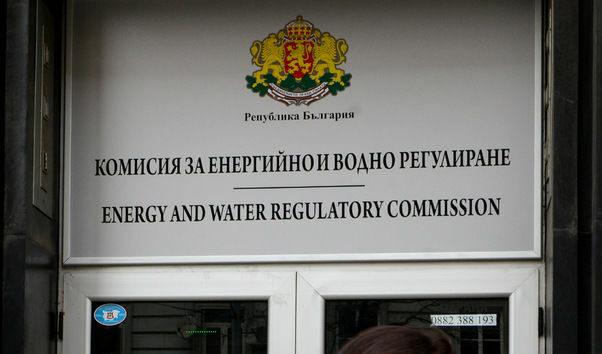 Република България
КОМИСИЯ ЗА ЕНЕРГИЙНО И ВОДНО РЕГУЛИРАНЕ
ENERGY AND WATER REGULATORY COMMISSION
0882 388 193